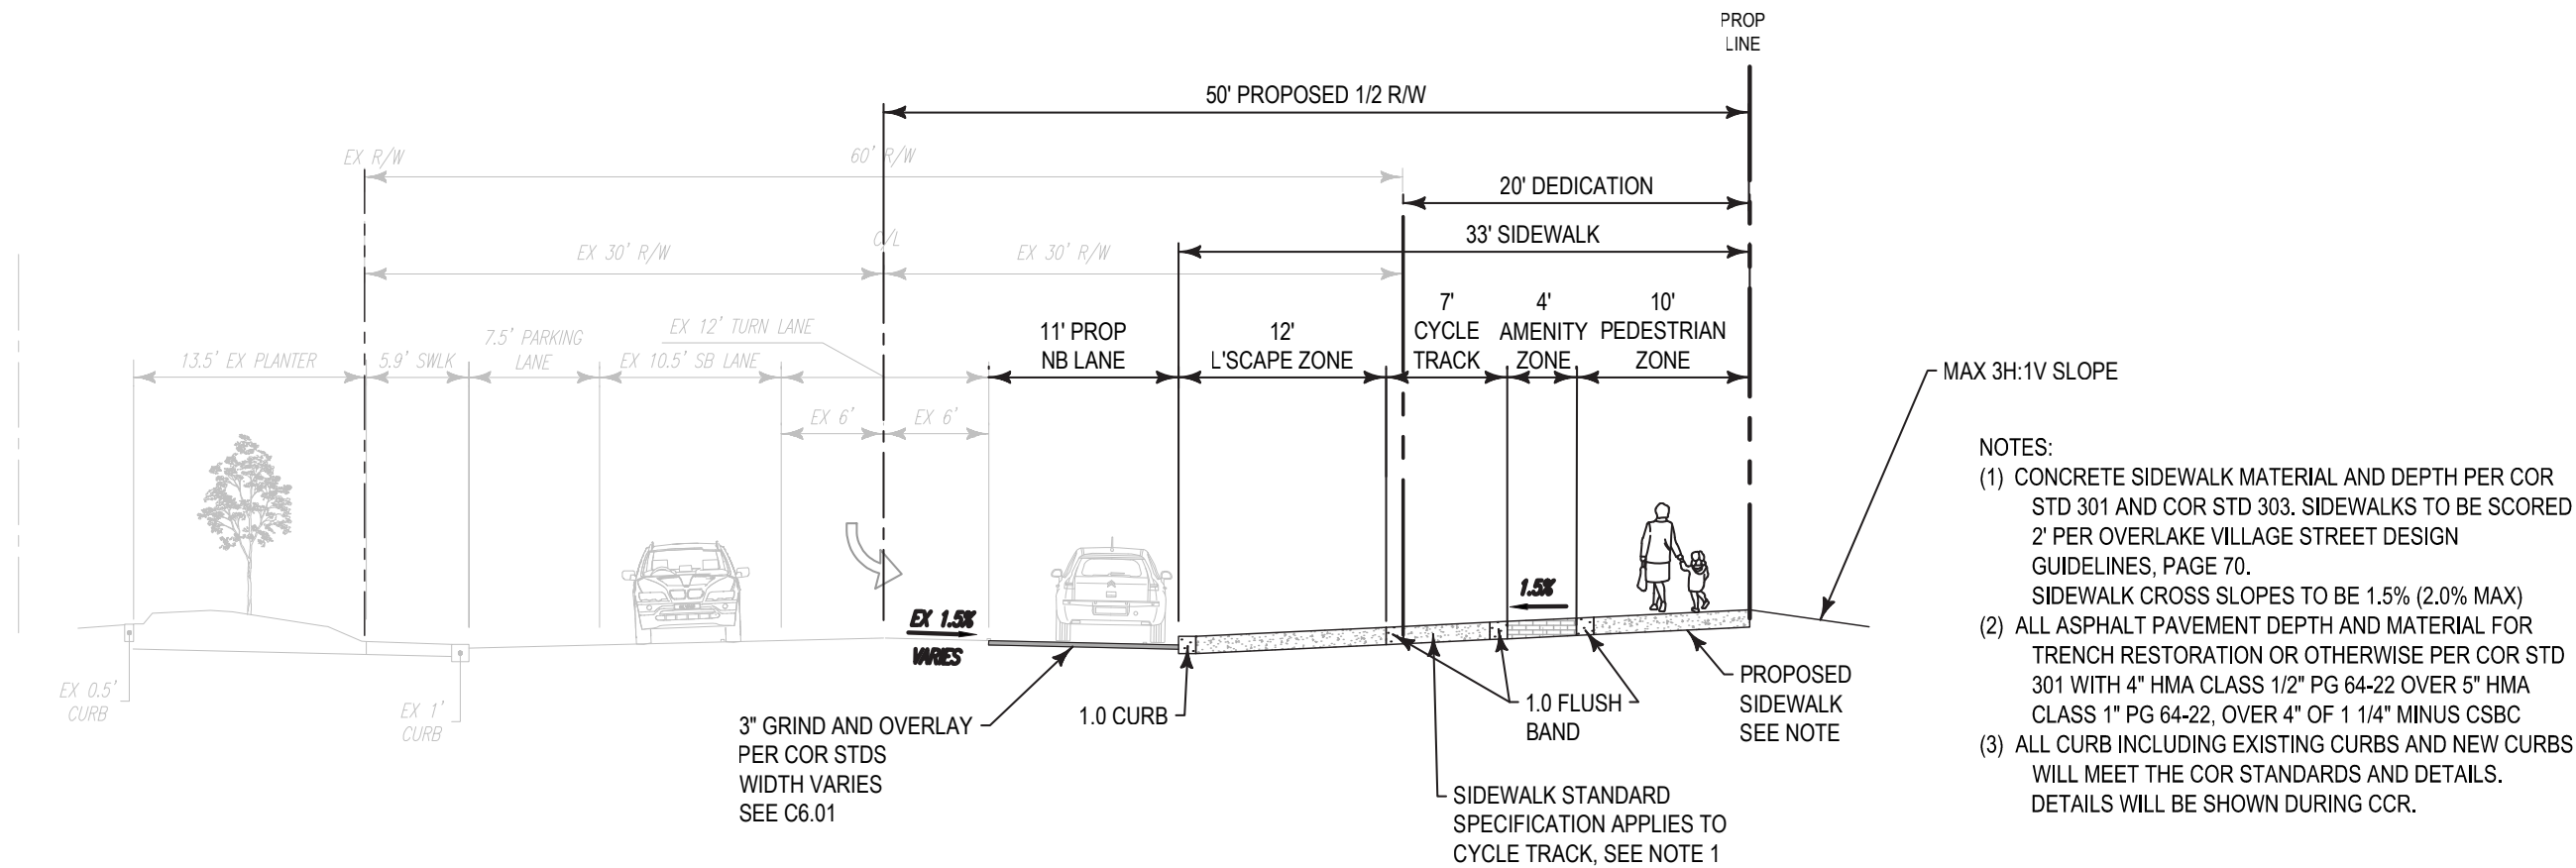 PROP
LINE
50' PROPOSED 1/2 R/W
EX R/W
60' R/W
20' DEDICATION
33' SIDEWALK
C/L
EX 30' R/W
EX 30' R/W
13.5' EX PLANTER
5.9' SWLK
7.5' PARKING
LANE
EX 10.5' SB LANE
EX 12' TURN LANE
11' PROP
NB LANE
12'
L'SCAPE ZONE
7'
CYCLE
TRACK
4'
AMENITY
ZONE
10'
PEDESTRIAN
ZONE
EX 6'
EX 6'
MAX 3H:1V SLOPE
EX 1.5%
VARIES
1.5%
EX 0.5'
CURB
EX 1'
CURB
3" GRIND AND OVERLAY
PER COR STDS
WIDTH VARIES
SEE C6.01
1.0 CURB
1.0 FLUSH
BAND
SIDEWALK STANDARD
SPECIFICATION APPLIES TO
CYCLE TRACK, SEE NOTE 1
PROPOSED
SIDEWALK
SEE NOTE
NOTES:
(1) CONCRETE SIDEWALK MATERIAL AND DEPTH PER COR
STD 301 AND COR STD 303. SIDEWALKS TO BE SCORED
2' PER OVERLAKE VILLAGE STREET DESIGN
GUIDELINES, PAGE 70.
SIDEWALK CROSS SLOPES TO BE 1.5% (2.0% MAX)
(2) ALL ASPHALT PAVEMENT DEPTH AND MATERIAL FOR
TRENCH RESTORATION OR OTHERWISE PER COR STD
301 WITH 4" HMA CLASS 1/2" PG 64-22 OVER 5" HMA
CLASS 1" PG 64-22, OVER 4" OF 1 1/4" MINUS CSBC
(3) ALL CURB INCLUDING EXISTING CURBS AND NEW CURBS
WILL MEET THE COR STANDARDS AND DETAILS.
DETAILS WILL BE SHOWN DURING CCR.